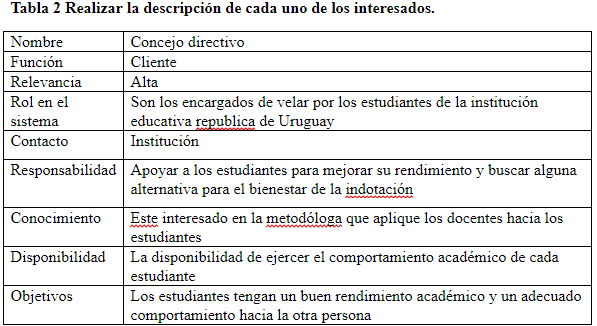 Tabla 2 Realizar la descripción de cada uno de los interesados.
Nombre Concejo directivo
Función Cliente
Relevancia Alta
Rol en el sistema Son los encargados de velar por los estudiantes de la institución
educativa republica de Uruguay
Contacto Institución
Responsabilidad Apoyar a los estudiantes para mejorar su rendimiento y buscar alguna
alternativa para el bienestar de la indotación
Conocimiento Este interesado en la metodóloga que aplique los docentes hacia los
estudiantes
Disponibilidad La disponibilidad de ejercer el comportamiento académico de cada
estudiante
Objetivos Los estudiantes tengan un buen rendimiento académico y un adecuado
comportamiento hacia la otra persona